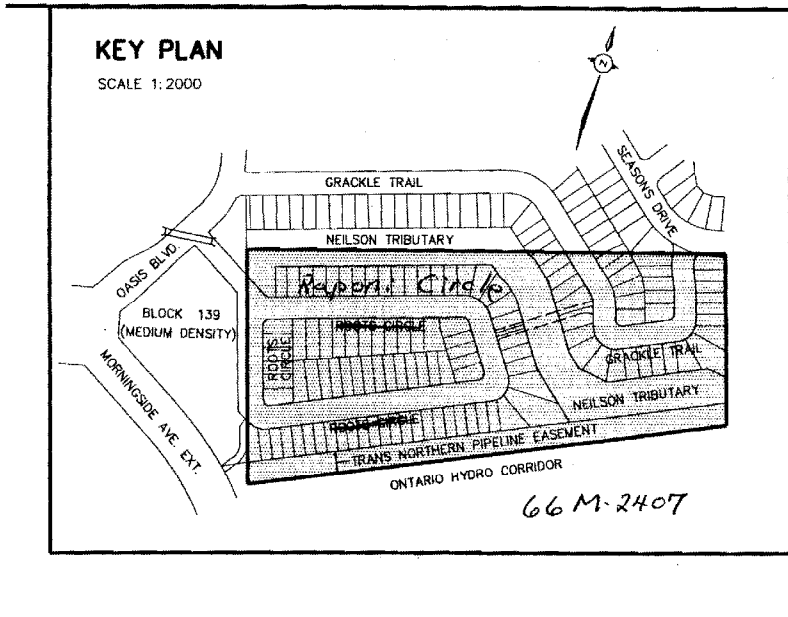 KEY PLAN
SCALE 1:2000
N
SEASONS DRIVE
GRACKLE TRAIL
NEILSON TRIBUTARY
OASIS BLVD.
Raponi Circle
BLOCK 139
(MEDIUM DENSITY)
ROOTS CIRCLE
ROOTS
CIRCLE
GRACKLE TRAIL
MORNINGSIDE AVE. EXT.
NEILSON TRIBUTARY
ROOTS CIRCLE
TRANS NORTHERN PIPELINE EASEMENT
ONTARIO HYDRO CORRIDOR
66 M-2407